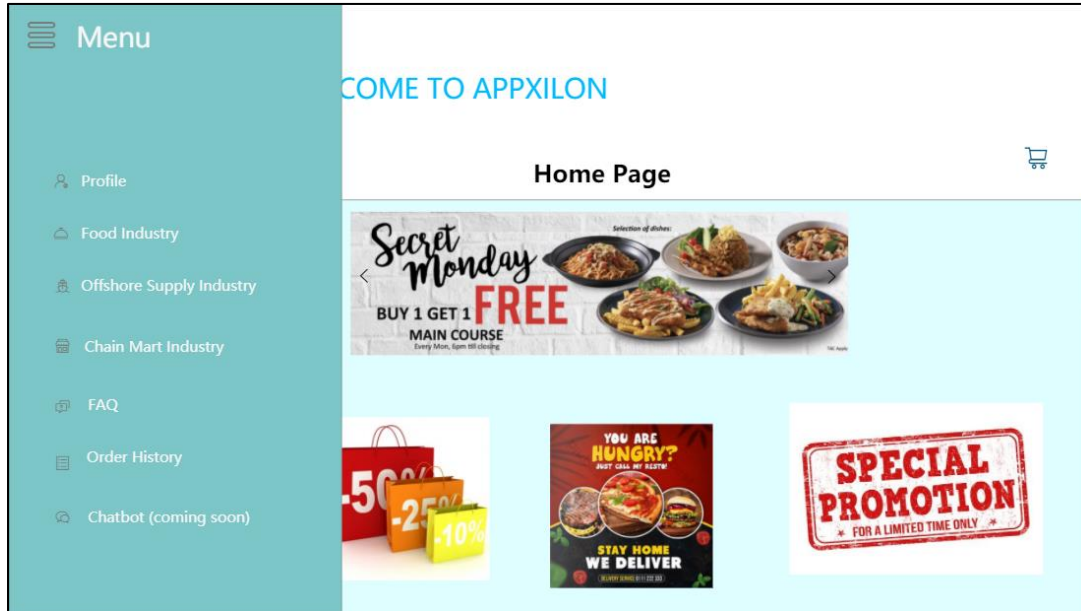 Menu
COME TO APPXILON
Home Page
Profile
Food Industry
Offshore Supply Industry
Chain Mart Industry
FAQ
Order History
Chatbot (coming soon)
Secret
Monday
BUY 1 GET 1 FREE
MAIN COURSE
Every Mon, 6pm till closing
Selection of dishes:
T&C Apply
-50%
-25%
-10%
YOU ARE
HUNGRY?
JUST CALL MY RESTO!
STAY HOME
WE DELIVER
DELIVERY SERVICE
SPECIAL
PROMOTION
FOR A LIMITED TIME ONLY